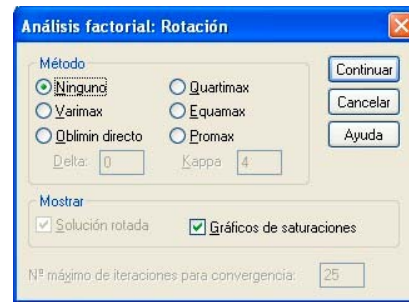 Análisis factorial: Rotación
Método
Ninguno
Quartimax
Varimax
Equamax
Oblimin directo
Promax
Delta: 0
Kappa 4
Continuar
Cancelar
Ayuda
Mostrar
Solución rotada
Gráficos de saturaciones
Nº máximo de iteraciones para convergencia: 25